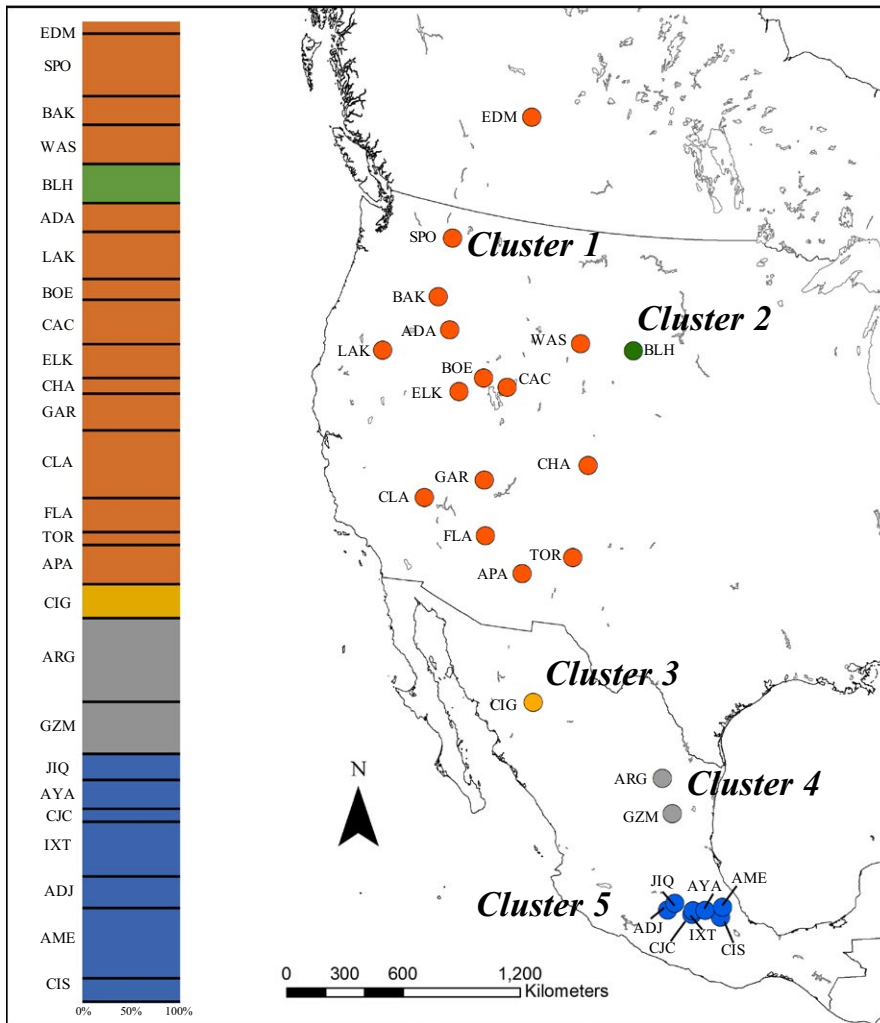 EDM
SPO
BAK
WAS
BLH
ADA
LAK
BOE
CAC
ELK
CHA
GAR
CLA
FLA
TOR
APA
CIG
ARG
GZM
JIQ
AYA
CJC
IXT
ADJ
AME
CIS
0% 50% 100%
EDM
SPO Cluster 1
BAK
Cluster 2
ADA
WAS
LAK
BLH
BOE
CAC
ELK
CHA
GAR
CLA
FLA
TOR
APA
Cluster 3
CIG
N
ARG
Cluster 4
GZM
JIQ
AYA
AME
Cluster 5
ADJ
CJC
IXT
CIS
0 300 600 1,200
Kilometers